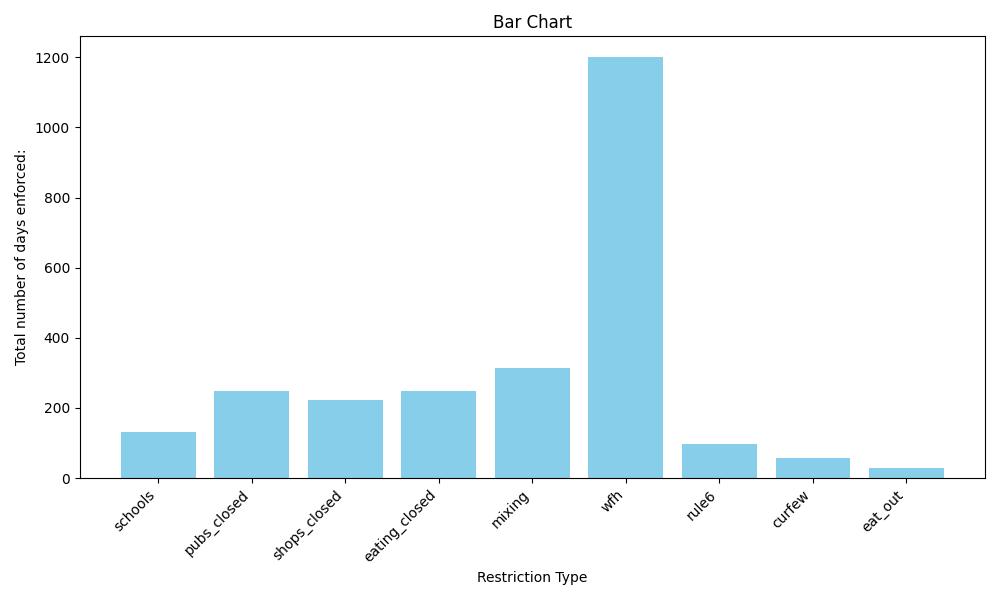 Bar Chart
Total number of days enforced:
1200
1000
800
600
400
200
0
schools
pubs_closed
shops_closed
eating_closed
mixing
wfh
rule6
curfew
eat_out
Restriction Type